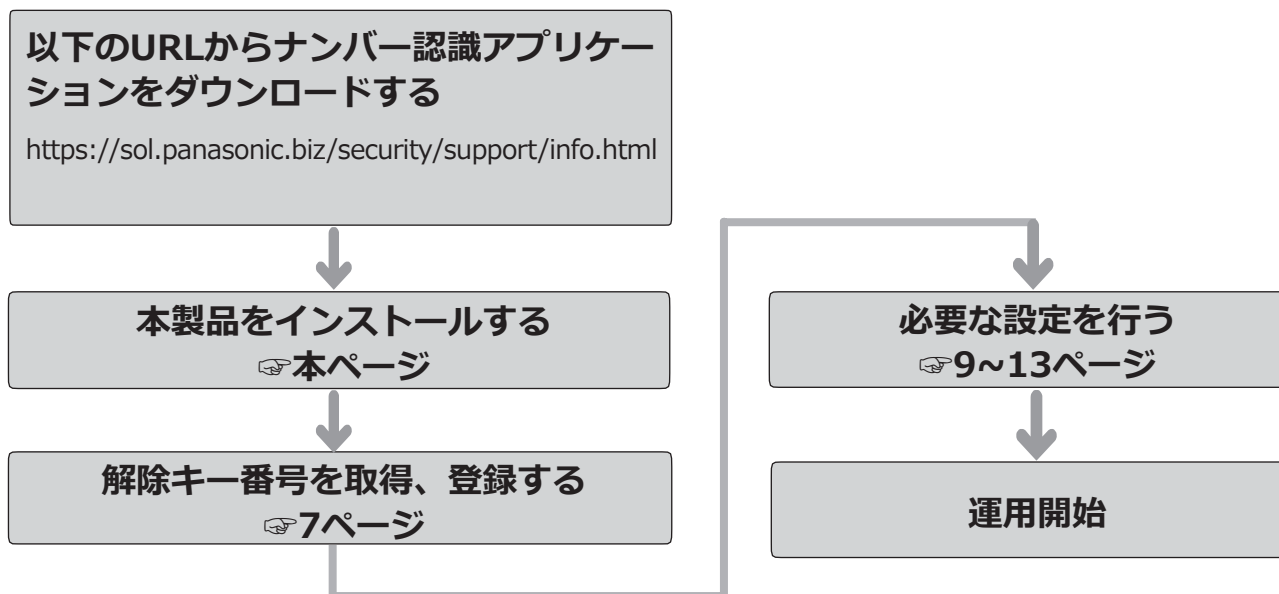 以下のURLからナンバー認識アプリケー
ションをダウンロードする
https://sol.panasonic.biz/security/support/info.html
本製品をインストールする
☞本ページ
解除キー番号を取得、登録する
☞7ページ
必要な設定を行う
☞9~13ページ
運用開始